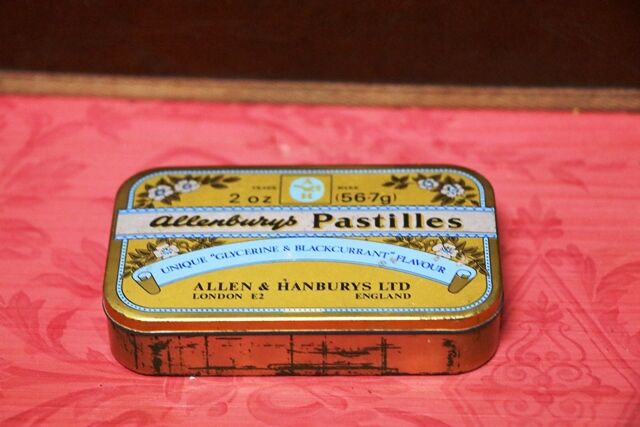 TRADE MARK
2 oz (56·7g)
Allenburys Pastilles
UNIQUE "GLYCERINE & BLACKCURRANT" FLAVOUR
ALLEN & HANBURYS LTD
LONDON E2 ENGLAND